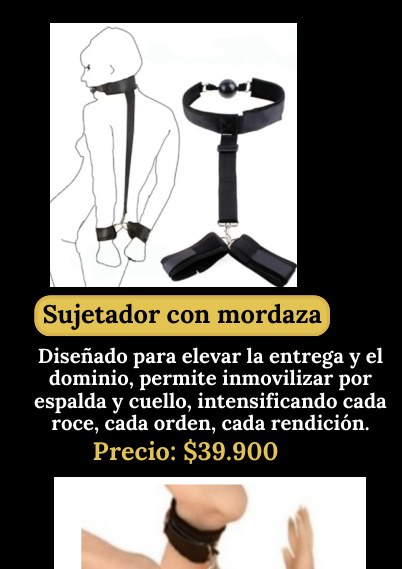 Sujetador con mordaza
Diseñado para elevar la entrega y el
dominio, permite inmovilizar por
espalda y cuello, intensificando cada
roce, cada orden, cada rendición.
Precio: $39.900